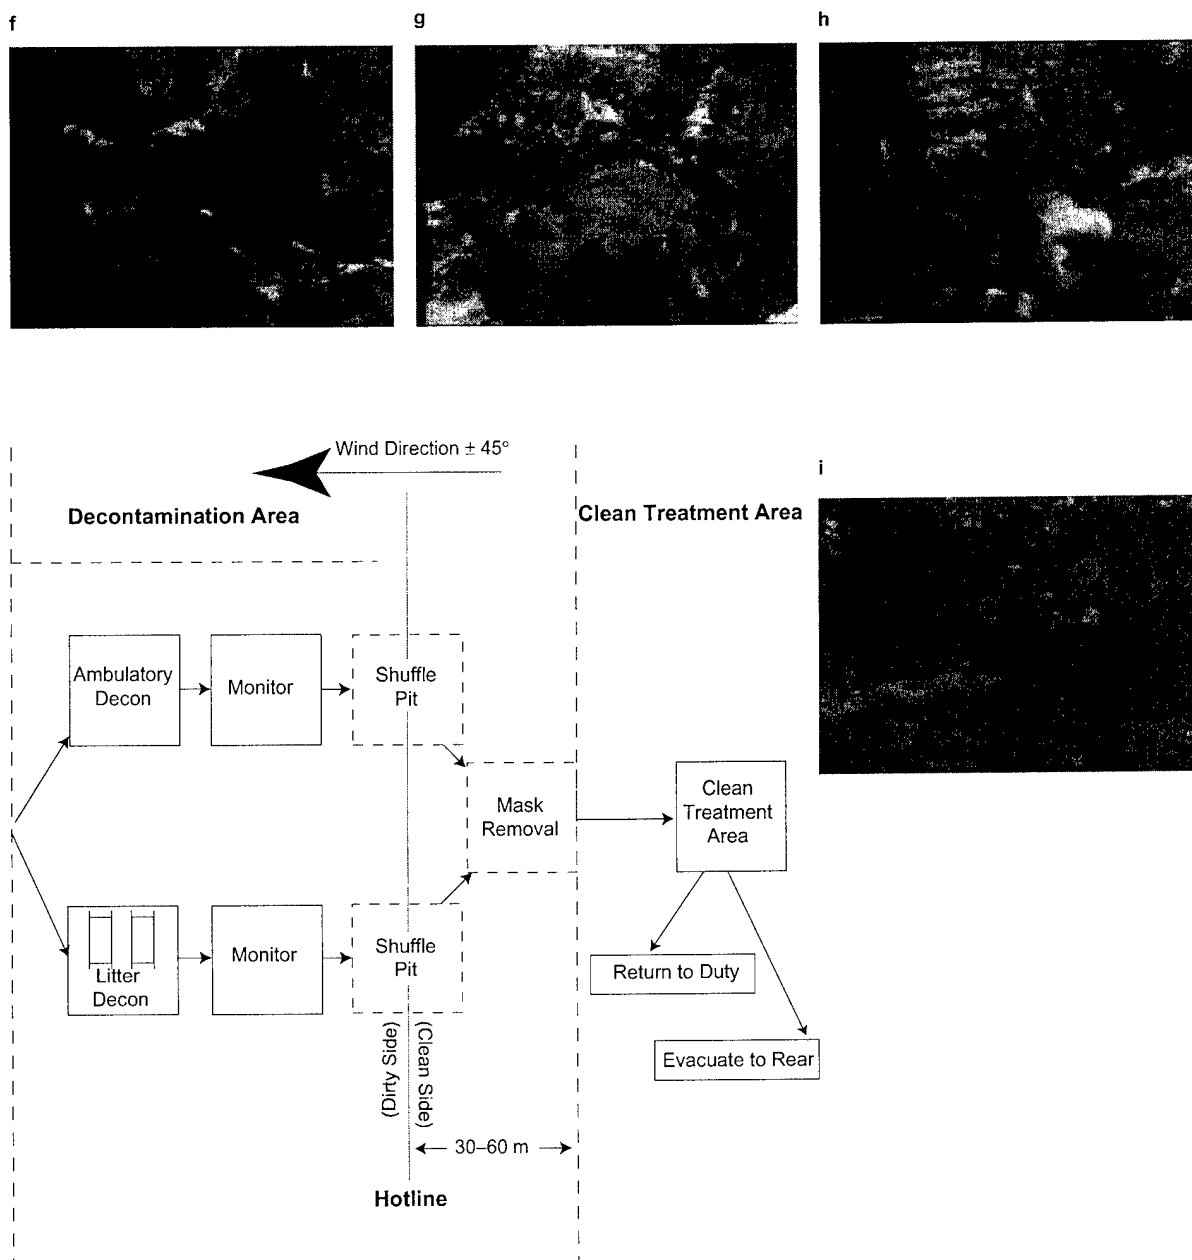 f
g
h
Wind Direction ± 45°
Decontamination Area
Clean Treatment Area
i
Ambulatory
Decon
Monitor
Shuffle
Pit
Mask
Removal
Clean
Treatment
Area
Litter
Decon
Monitor
Shuffle
Pit
Return to Duty
Evacuate to Rear
(Dirty Side)
(Clean Side)
30–60 m
Hotline